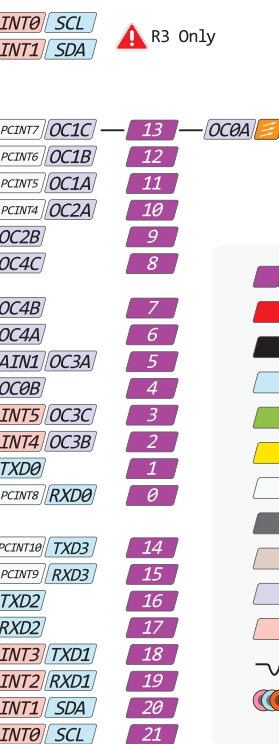 INT0 SCL
INT1 SDA R3 Only
PCINT7 OC1C 13 OC0A
PCINT6 OC1B 12
PCINT5 OC1A 11
PCINT4 OC2A 10
OC2B 9
OC4C 8
OC4B 7
OC4A 6
AIN1 OC3A 5
OC0B 4
INT5 OC3C 3
INT4 OC3B 2
TXD0 1
PCINT8 RXD0 0
PCINT10 TXD3 14
PCINT9 RXD3 15
TXD2 16
RXD2 17
INT3 TXD1 18
INT2 RXD1 19
INT1 SDA 20
INT0 SCL 21